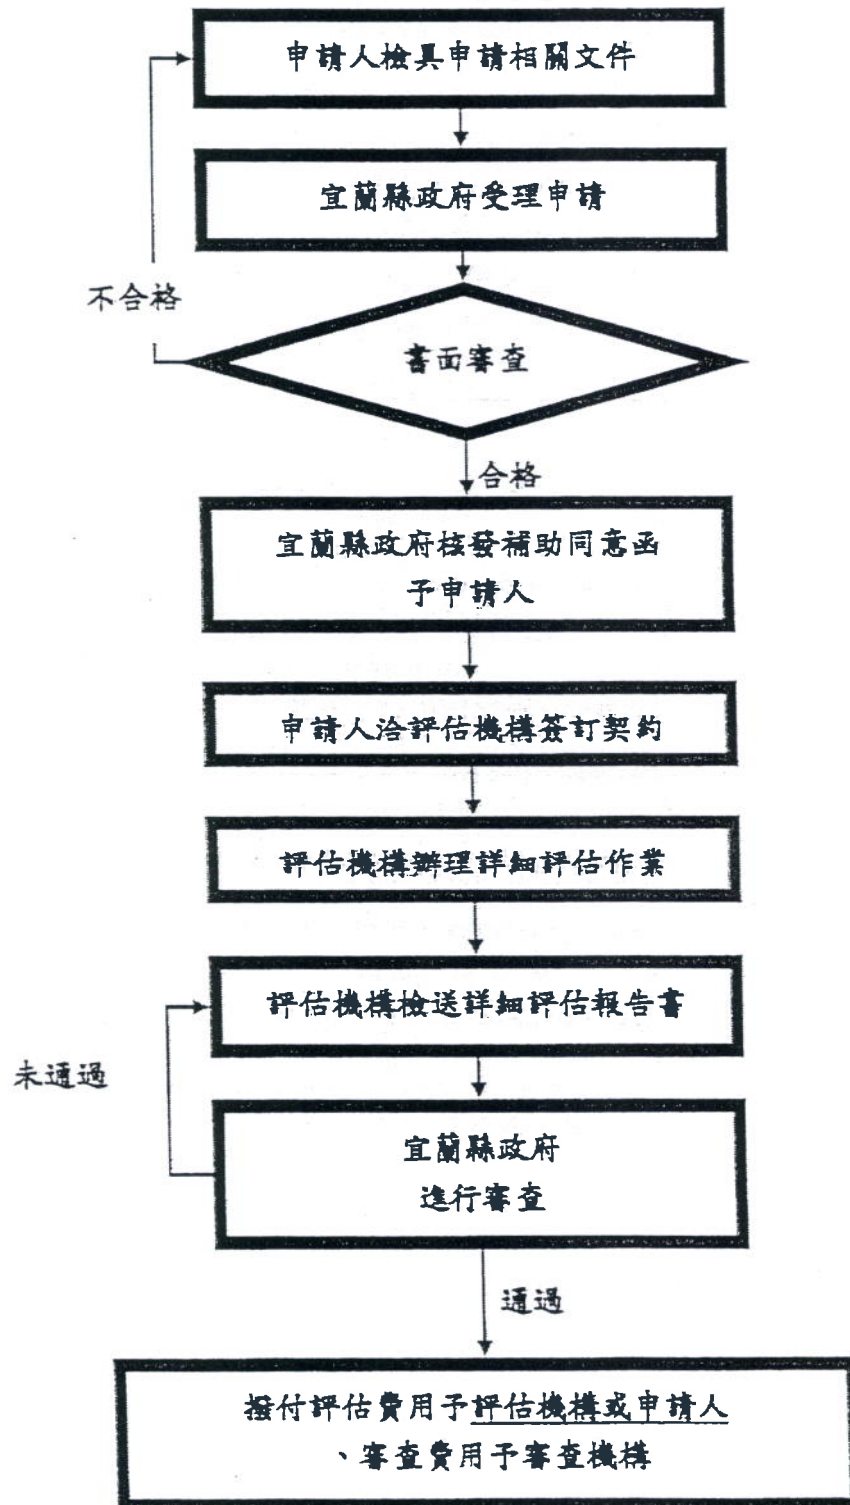 申請人檢具申請相關文件
宜蘭縣政府受理申請
不合格
書面審查
合格
宜蘭縣政府核發補助同意函
予申請人
申請人洽評估機構簽訂契約
評估機構辦理詳細評估作業
評估機構檢送詳細評估報告書
未通過
宜蘭縣政府
進行審查
通過
撥付評估費用予評估機構或申請人
、審查費用予審查機構